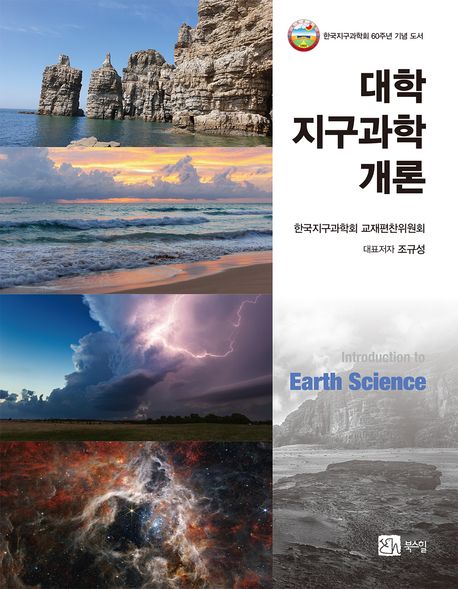 한국지구과학회 60주년 기념 도서
대학
지구과학
개론
한국지구과학회 교재편찬위원회
대표저자 조규성
Introduction to
Earth Science
북스힐